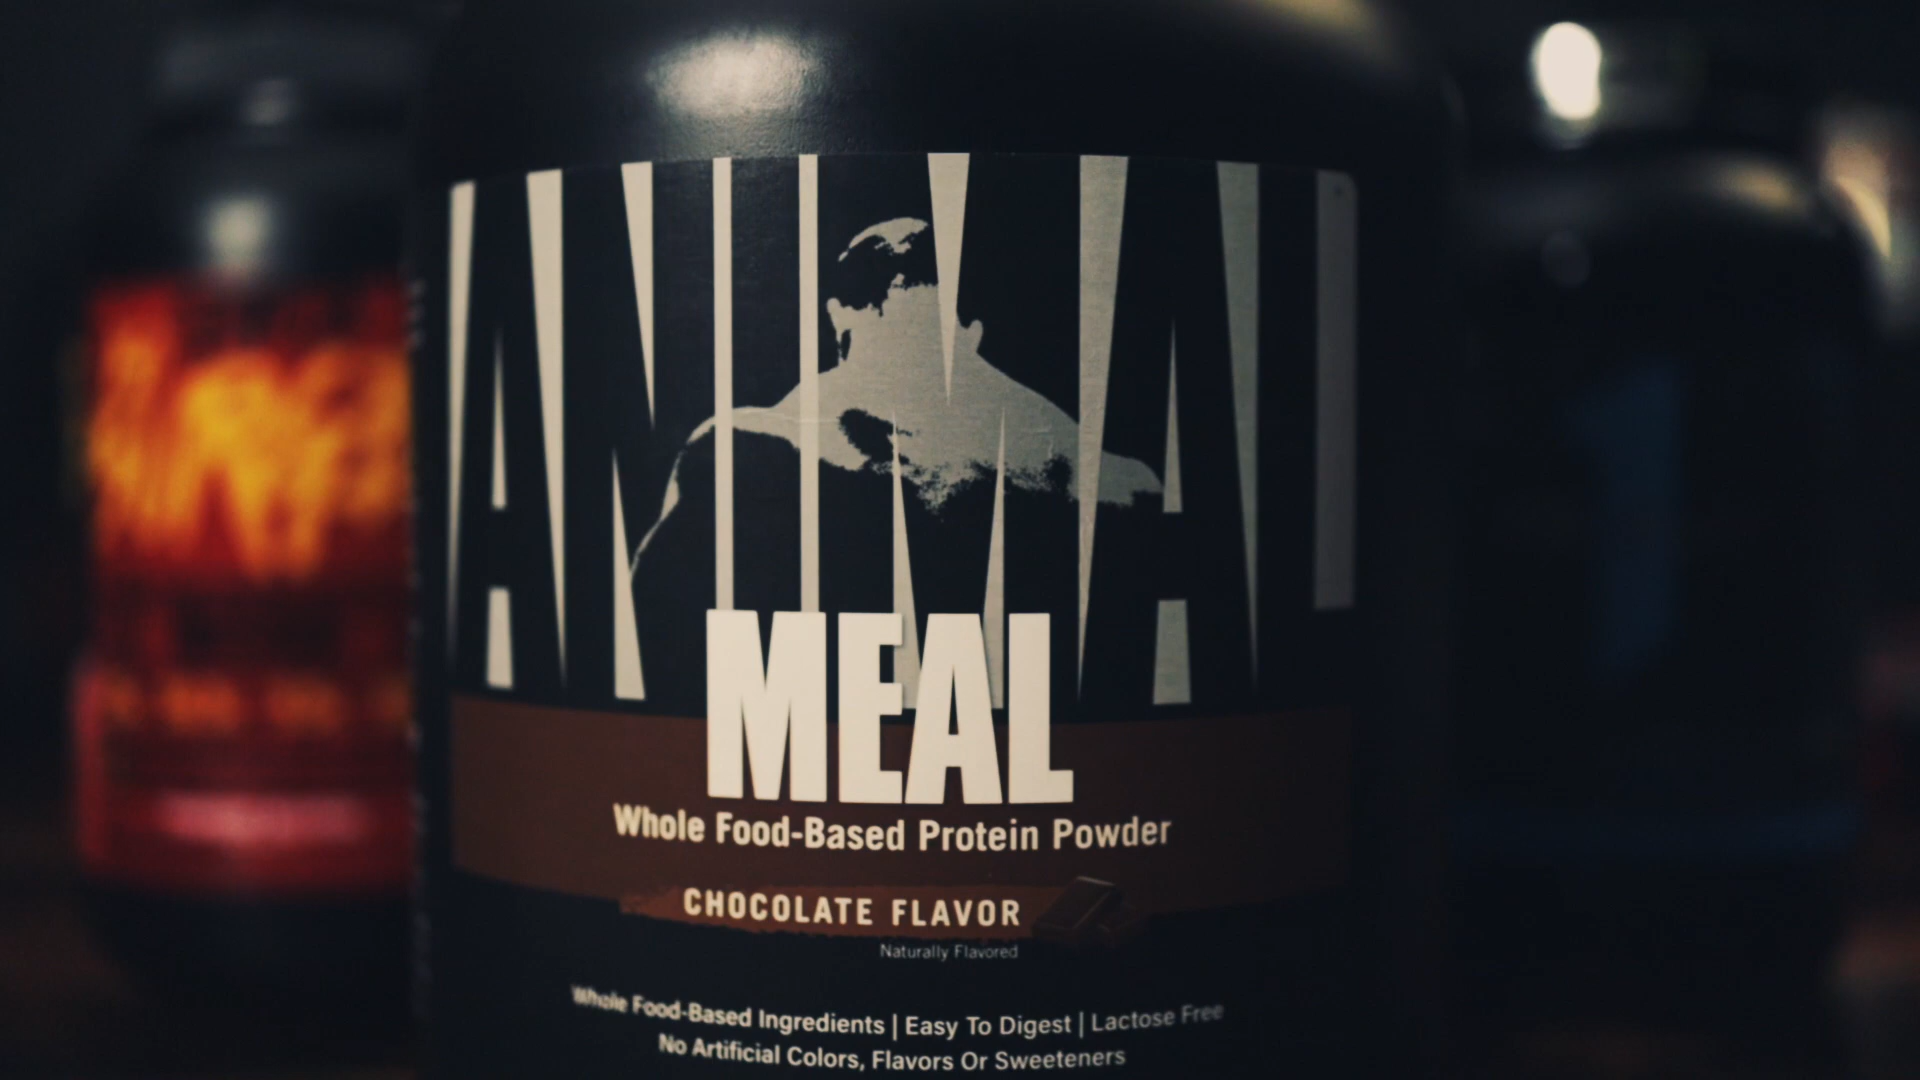 ANIMAL
MEAL
Whole Food-Based Protein Powder
CHOCOLATE FLAVOR
Naturally Flavored
Whole Food-Based Ingredients | Easy To Digest | Lactose Free
No Artificial Colors, Flavors Or Sweeteners